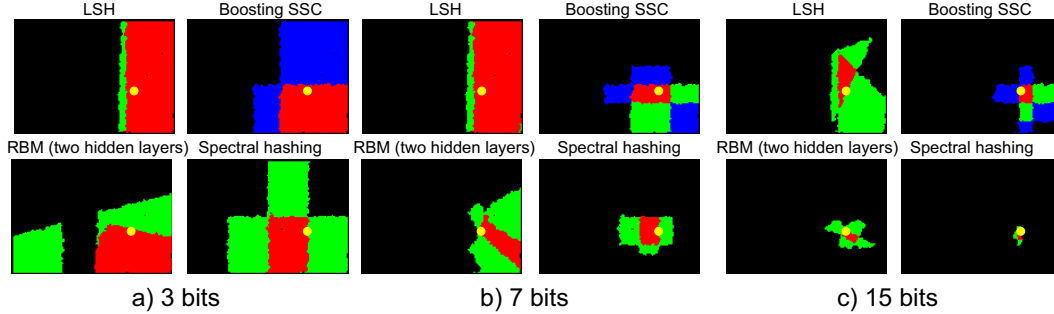 LSH Boosting SSC LSH Boosting SSC LSH Boosting SSC
RBM (two hidden layers) Spectral hashing RBM (two hidden layers) Spectral hashing RBM (two hidden layers) Spectral hashing
a) 3 bits b) 7 bits c) 15 bits